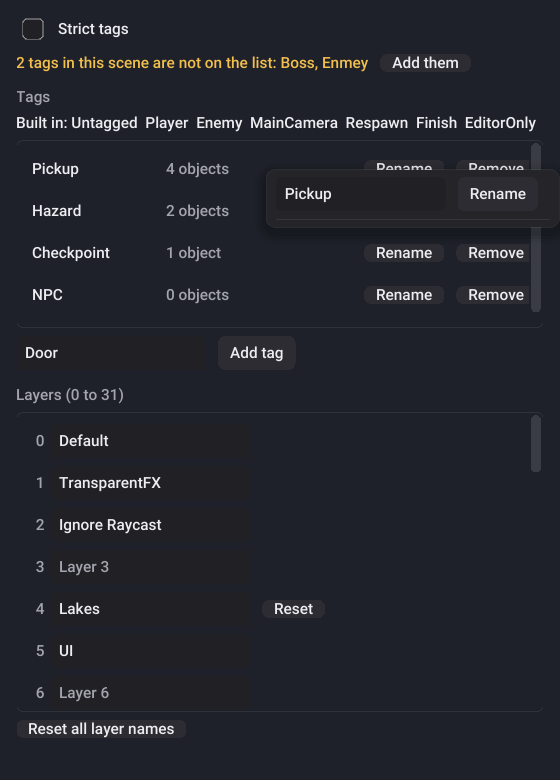 Strict tags
2 tags in this scene are not on the list: Boss, Enmey Add them
Tags
Built in: Untagged Player Enemy MainCamera Respawn Finish EditorOnly
Pickup 4 objects Rename Remove
Pickup Rename
Hazard 2 objects
Checkpoint 1 object Rename Remove
NPC 0 objects Rename Remove
Door Add tag
Layers (0 to 31)
0 Default
1 TransparentFX
2 Ignore Raycast
3 Layer 3
4 Lakes Reset
5 UI
6 Layer 6
Reset all layer names